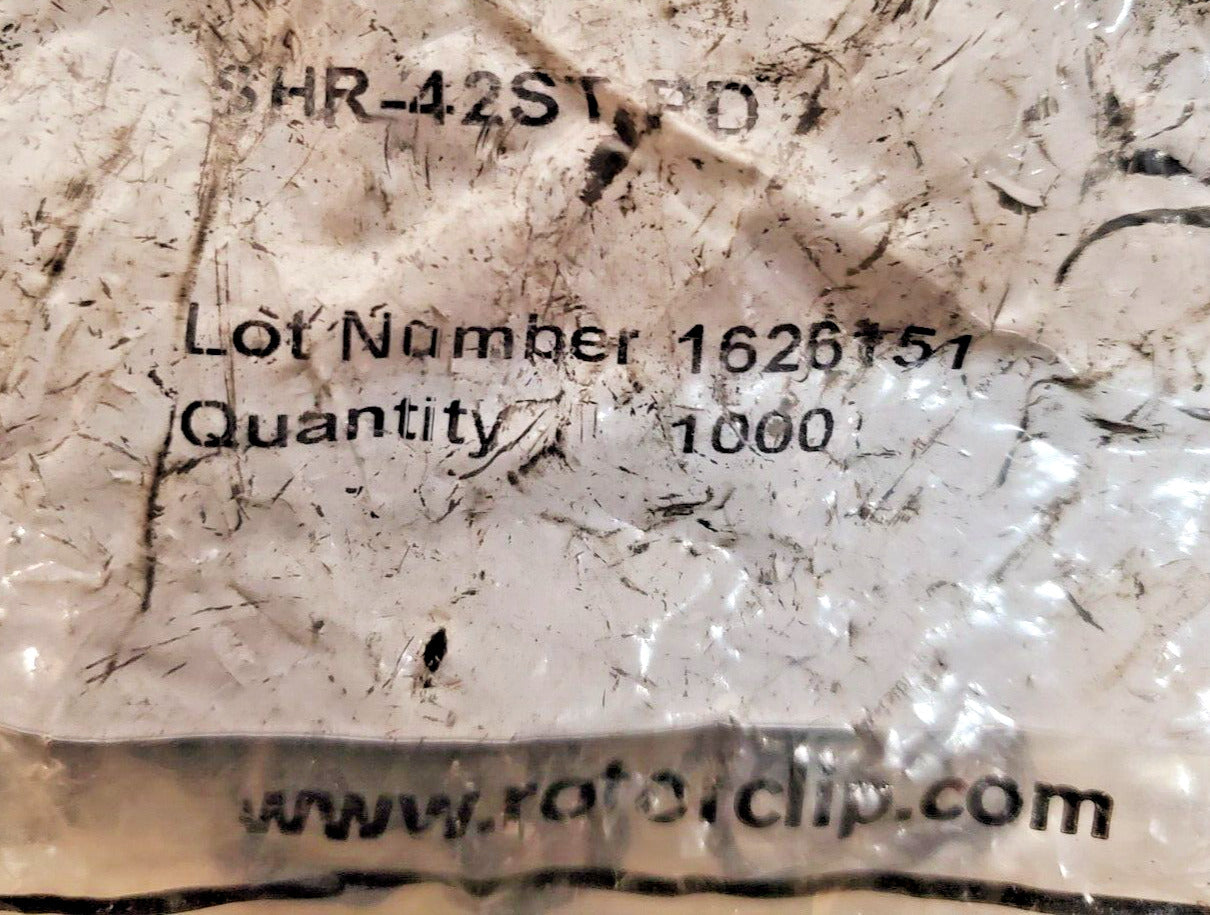 SHR-42ST PD
Lot Number 1626151
Quantity 1000
www.rotorclip.com